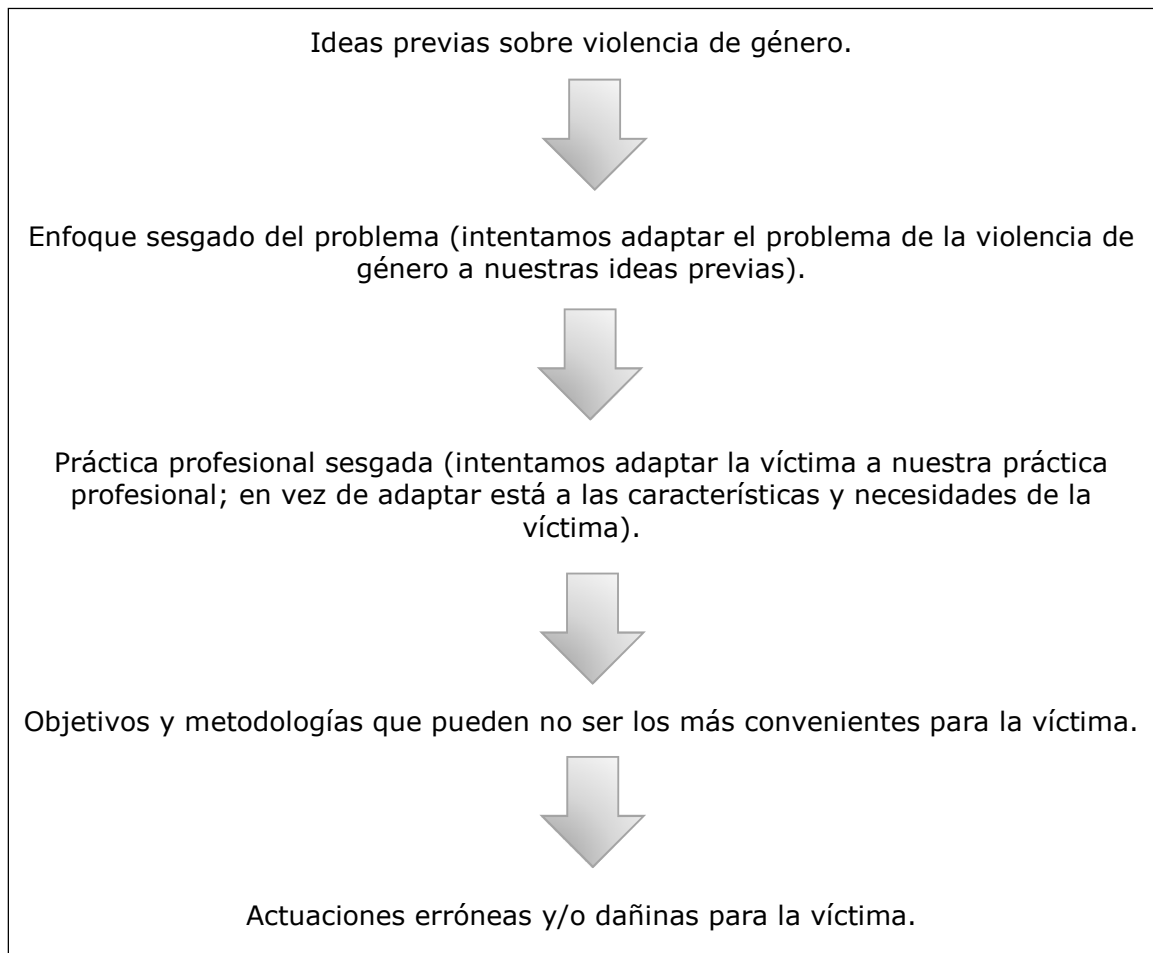 Ideas previas sobre violencia de género.
Enfoque sesgado del problema (intentamos adaptar el problema de la violencia de
género a nuestras ideas previas).
Práctica profesional sesgada (intentamos adaptar la víctima a nuestra práctica
profesional; en vez de adaptar está a las características y necesidades de la
víctima).
Objetivos y metodologías que pueden no ser los más convenientes para la víctima.
Actuaciones erróneas y/o dañinas para la víctima.